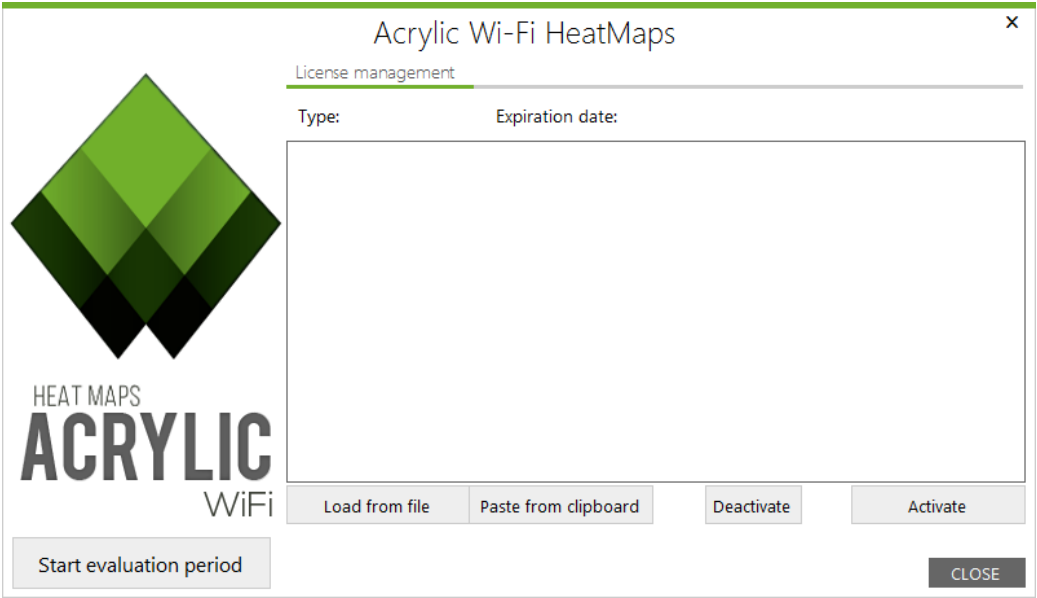 Acrylic Wi-Fi HeatMaps
License management
Type: Expiration date:
HEAT MAPS
ACRYLIC
WiFi
Load from file Paste from clipboard Deactivate Activate
Start evaluation period
CLOSE